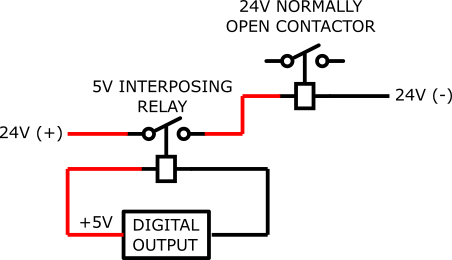 24V NORMALLY
OPEN CONTACTOR
5V INTERPOSING
RELAY
24V (-)
24V (+)
+5V
DIGITAL
OUTPUT